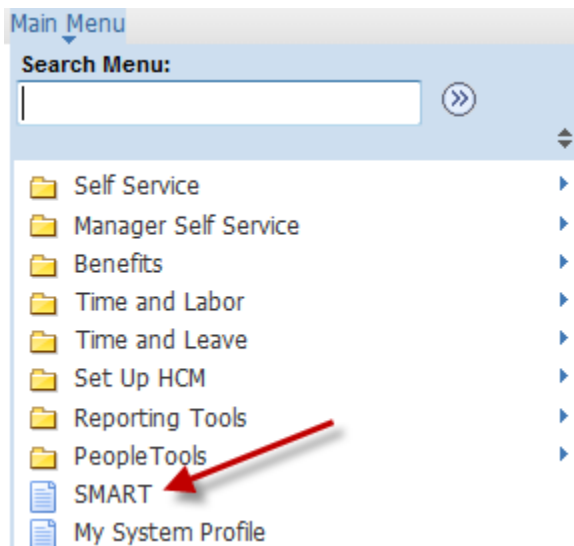 Main Menu
Search Menu:
Self Service
Manager Self Service
Benefits
Time and Labor
Time and Leave
Set Up HCM
Reporting Tools
PeopleTools
SMART
My System Profile